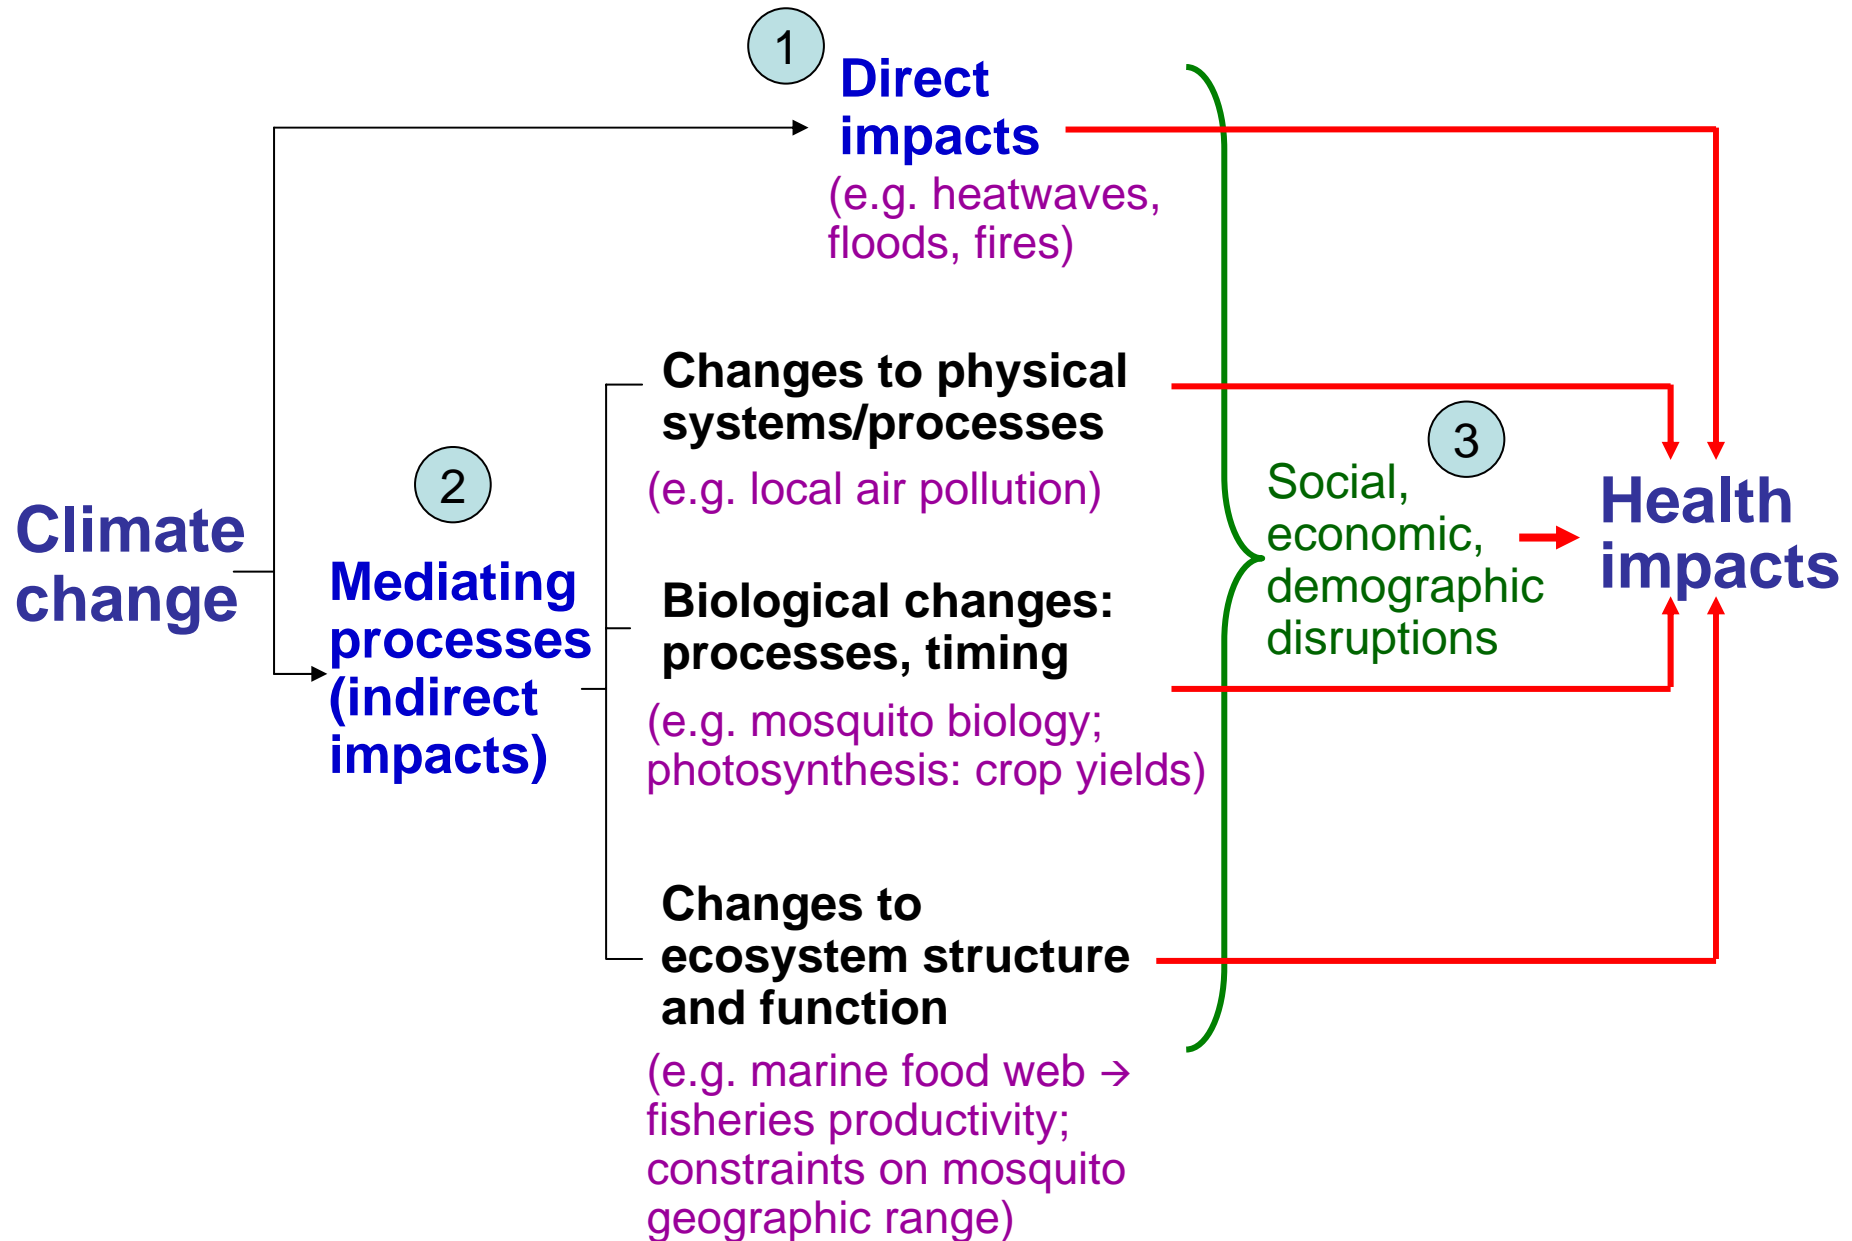 1
Direct
impacts
(e.g. heatwaves,
floods, fires)
Changes to physical
systems/processes
(e.g. local air pollution)
2
Climate
change
Mediating
processes
(indirect
impacts)
Biological changes:
processes, timing
(e.g. mosquito biology;
photosynthesis: crop yields)
Changes to
ecosystem structure
and function
(e.g. marine food web →
fisheries productivity;
constraints on mosquito
geographic range)
3
Social,
economic,
demographic
disruptions
Health
impacts